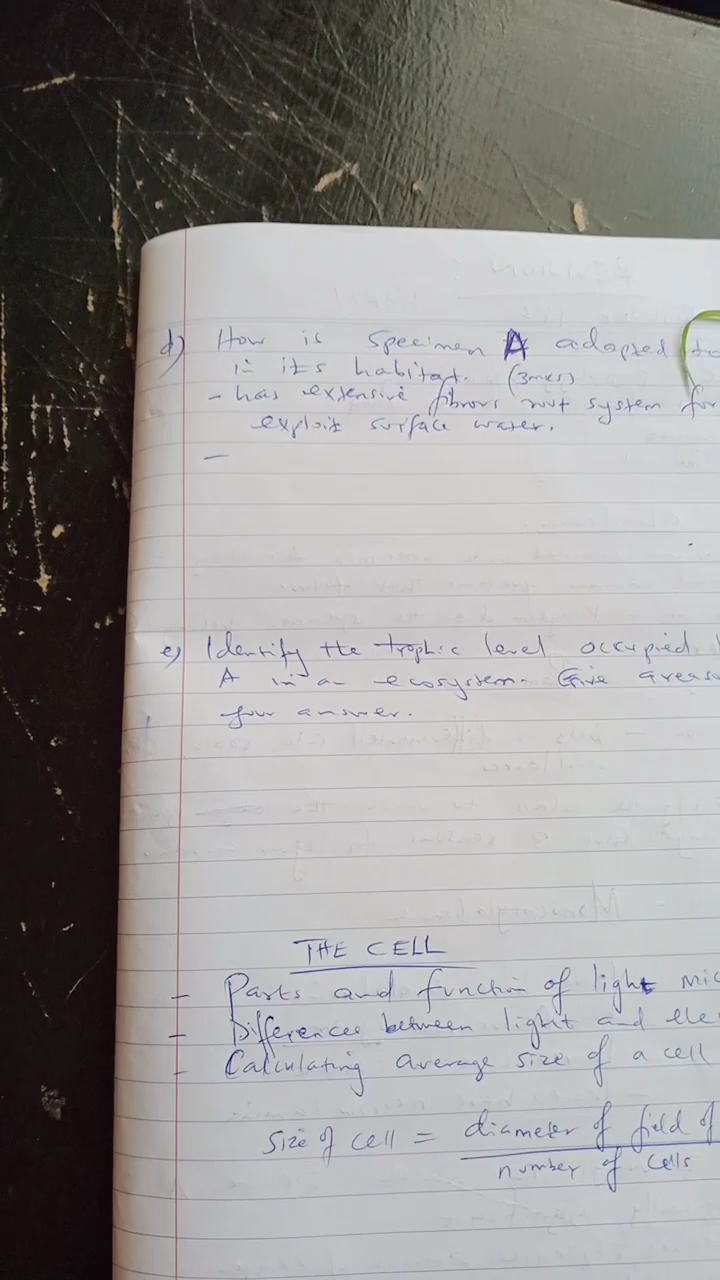 d) How is specimen A adapted to
in its habitat. (3mks)
- has extensive fibrous root system for
exploit surface water.
-
e) Identify the trophic level occupied
A in an ecosystem. Give a reaso
your answer.
THE CELL
- Parts and function of light mic
- Differences between light and ele
- Calculating average size of a cell
size of cell = diameter of field of
number of cells